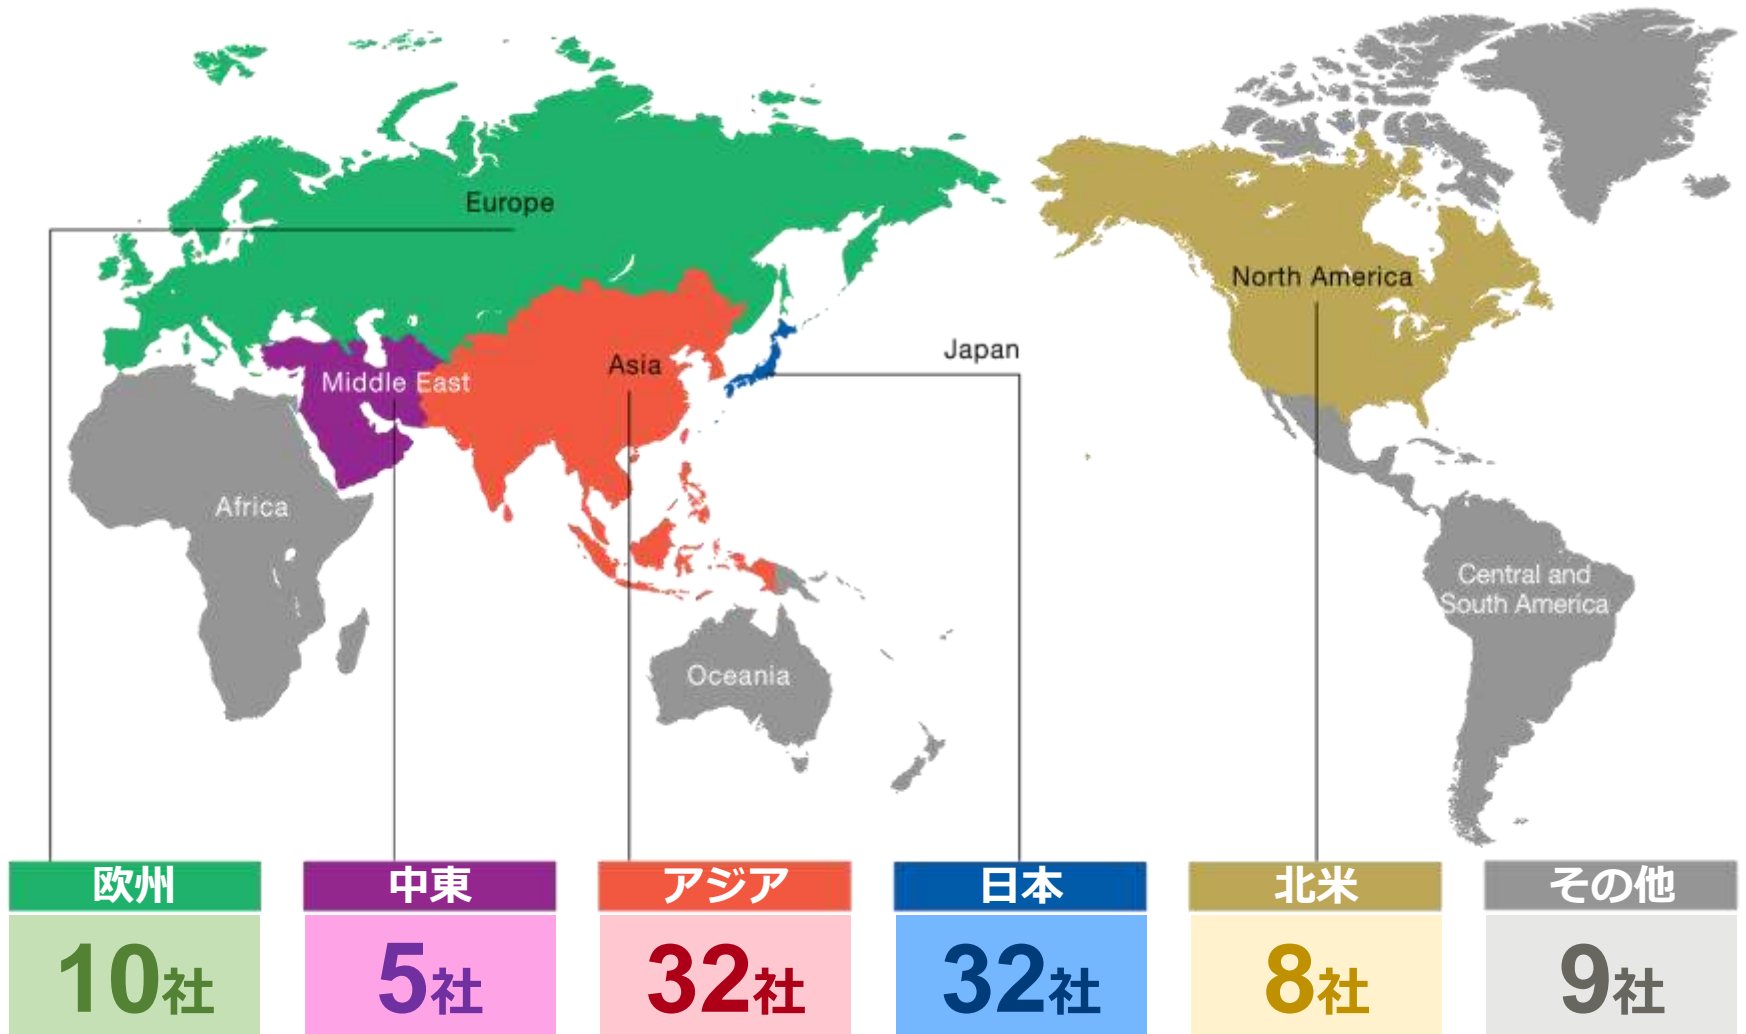 Europe
North America
Japan
Asia
Middle East
Africa
Central and
South America
Oceania
欧州
中東
アジア
日本
北米
その他
10社
5社
32社
32社
8社
9社